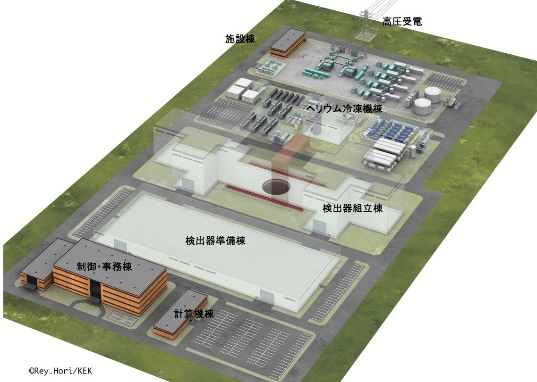 高圧受電
施設棟
ヘリウム冷凍機棟
検出器組立棟
検出器準備棟
制御・事務棟
計算機棟
©Rey.Hori/KEK